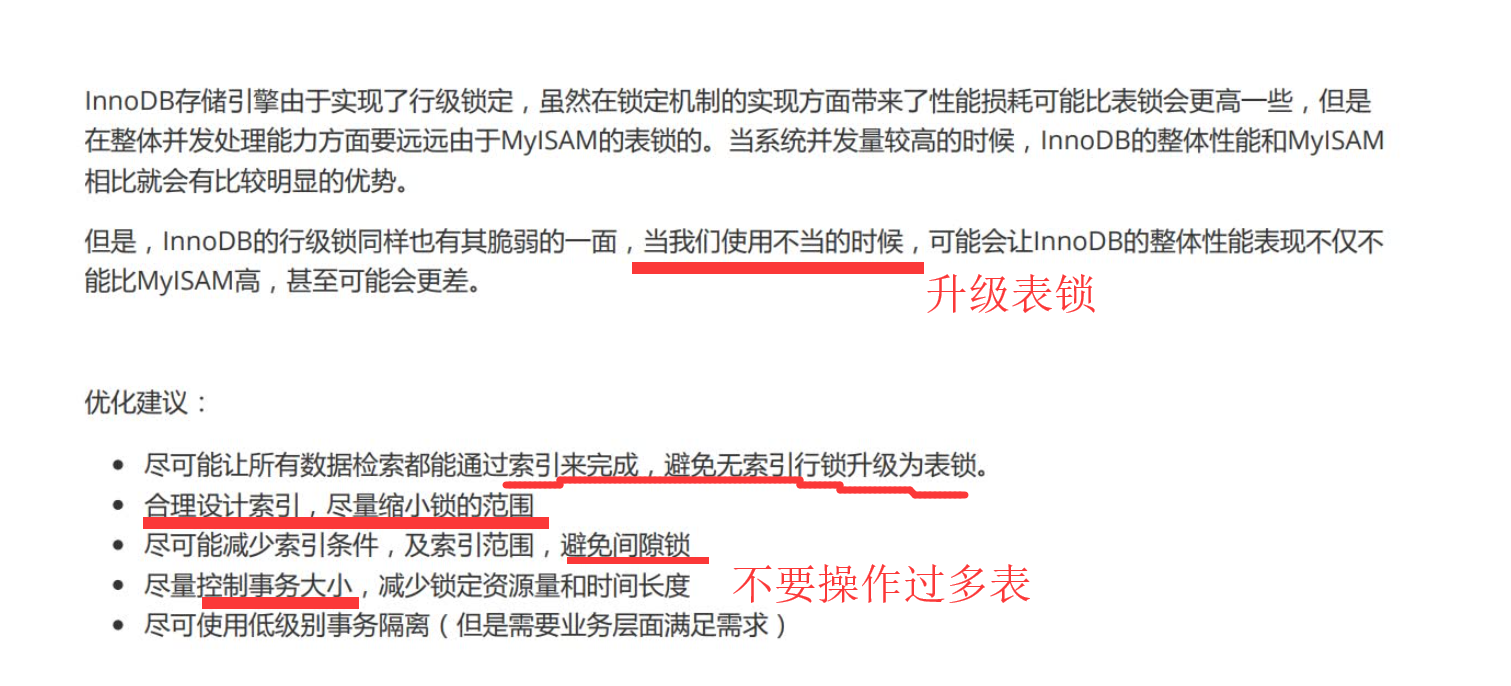 InnoDB存储引擎由于实现了行级锁定，虽然在锁定机制的实现方面带来了性能损耗可能比表锁会更高一些，但是
在整体并发处理能力方面要远远由于MyISAM的表锁的。当系统并发量较高的时候，InnoDB的整体性能和MyISAM
相比就会有比较明显的优势。
但是，InnoDB的行级锁同样也有其脆弱的一面，当我们使用不当的时候，可能会让InnoDB的整体性能表现不仅不
能比MyISAM高，甚至可能会更差。
升级表锁
优化建议：
• 尽可能让所有数据检索都能通过索引来完成，避免无索引行锁升级为表锁。
• 合理设计索引，尽量缩小锁的范围
• 尽可能减少索引条件，及索引范围，避免间隙锁
• 尽量控制事务大小，减少锁定资源量和时间长度
不要操作过多表
• 尽可使用低级别事务隔离（但是需要业务层面满足需求）